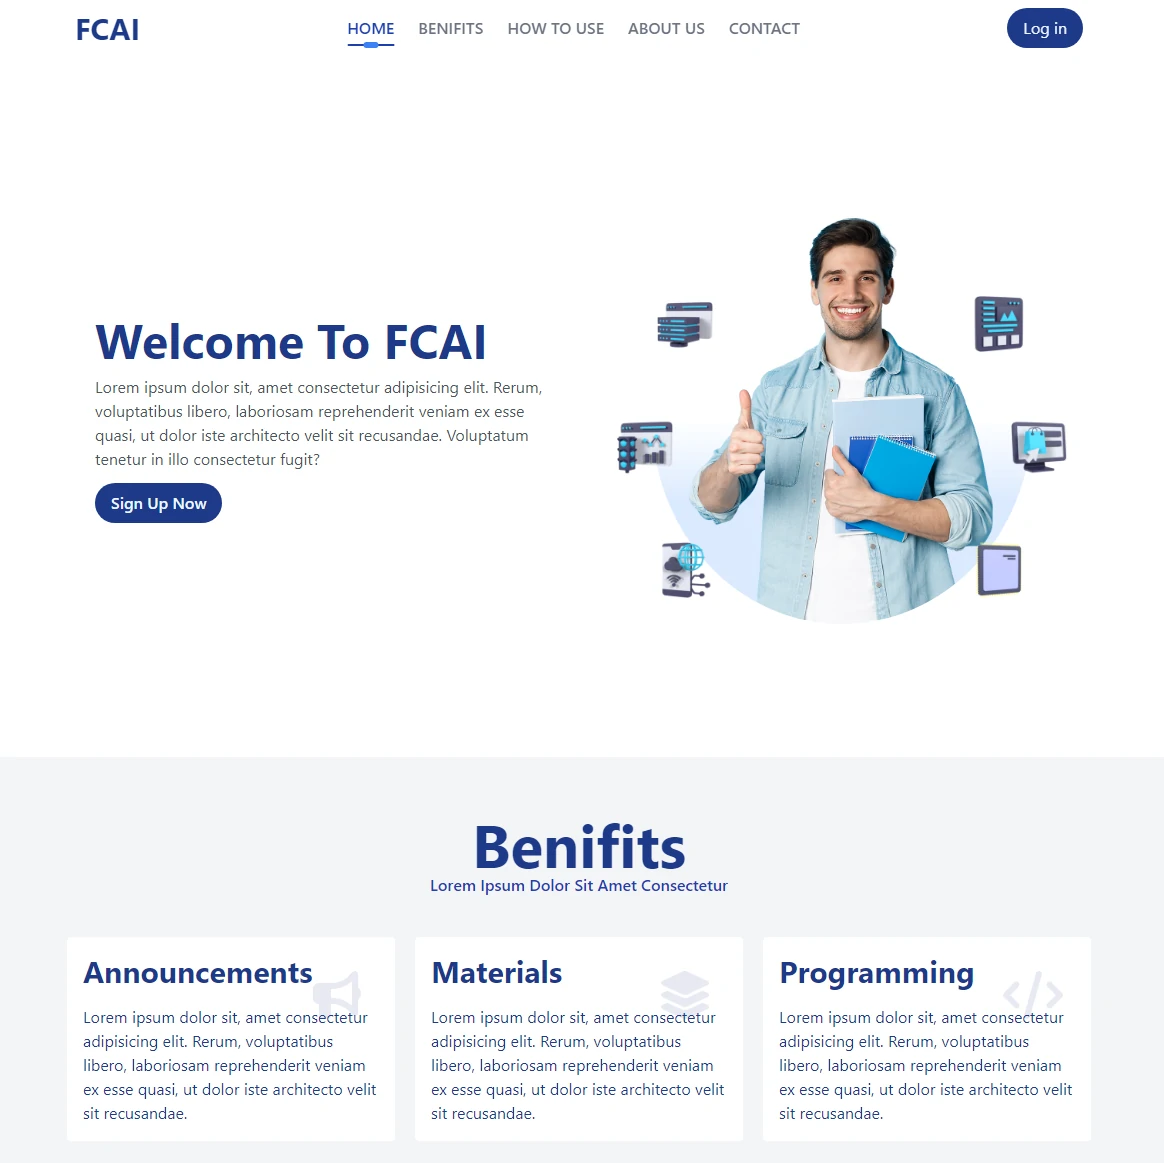 FCAI
HOME BENIFITS HOW TO USE ABOUT US CONTACT
Log in
Welcome To FCAI
Lorem ipsum dolor sit, amet consectetur adipisicing elit. Rerum,
voluptatibus libero, laboriosam reprehenderit veniam ex esse
quasi, ut dolor iste architecto velit sit recusandae. Voluptatum
tenetur in illo consectetur fugit?
Sign Up Now
Benifits
Lorem Ipsum Dolor Sit Amet Consectetur
Announcements
Lorem ipsum dolor sit, amet consectetur
adipisicing elit. Rerum, voluptatibus
libero, laboriosam reprehenderit veniam
ex esse quasi, ut dolor iste architecto velit
sit recusandae.
Materials
Lorem ipsum dolor sit, amet consectetur
adipisicing elit. Rerum, voluptatibus
libero, laboriosam reprehenderit veniam
ex esse quasi, ut dolor iste architecto velit
sit recusandae.
Programming
Lorem ipsum dolor sit, amet consectetur
adipisicing elit. Rerum, voluptatibus
libero, laboriosam reprehenderit veniam
ex esse quasi, ut dolor iste architecto velit
sit recusandae.